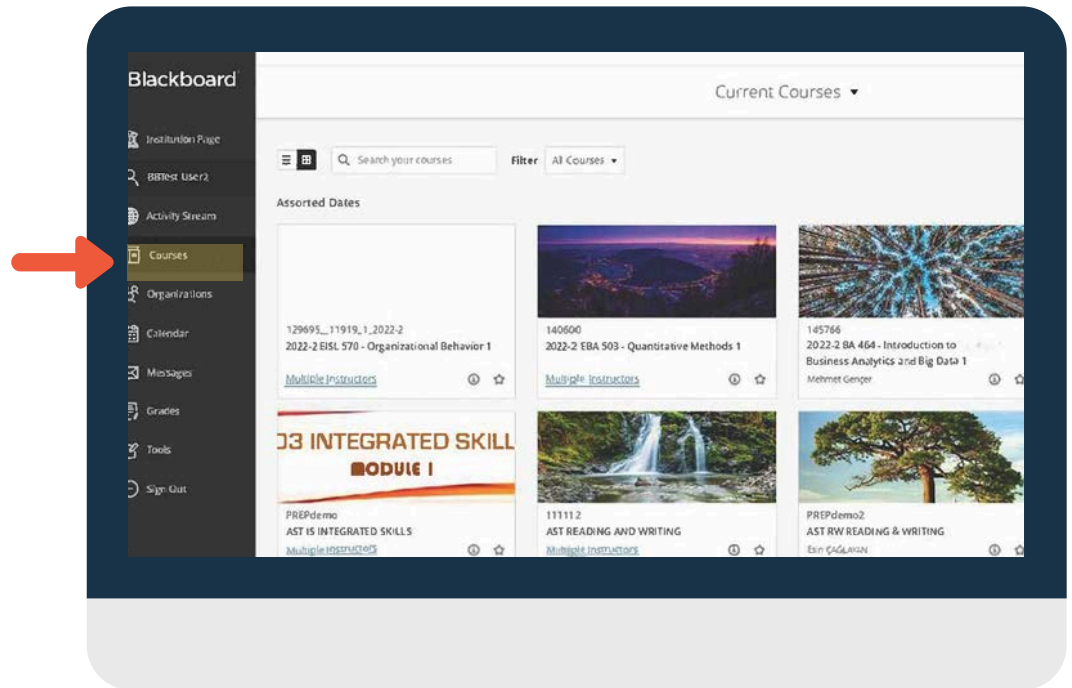 Blackboard
Institution Page
BBTest User2
Activity Stream
Courses
Organizations
Calendar
Messages
Grades
Tools
Sign Out
Current Courses
Search your courses
Filter All Courses
Assorted Dates
129695__11919_1_2022-2
2022-2 EISL 570 - Organizational Behavior 1
Multiple Instructors
140600
2022-2 EBA 503 - Quantitative Methods 1
Multiple Instructors
145766
2022-2 BA 464 - Introduction to
Business Analytics and Big Data 1
Mehmet Gençer
03 INTEGRATED SKILL
MODULE I
PREPdemo
AST IS INTEGRATED SKILLS
Multiple Instructors
111112
AST READING AND WRITING
Multiple Instructors
PREPdemo2
AST RW READING & WRITING
Esin ÇAĞLAYAN